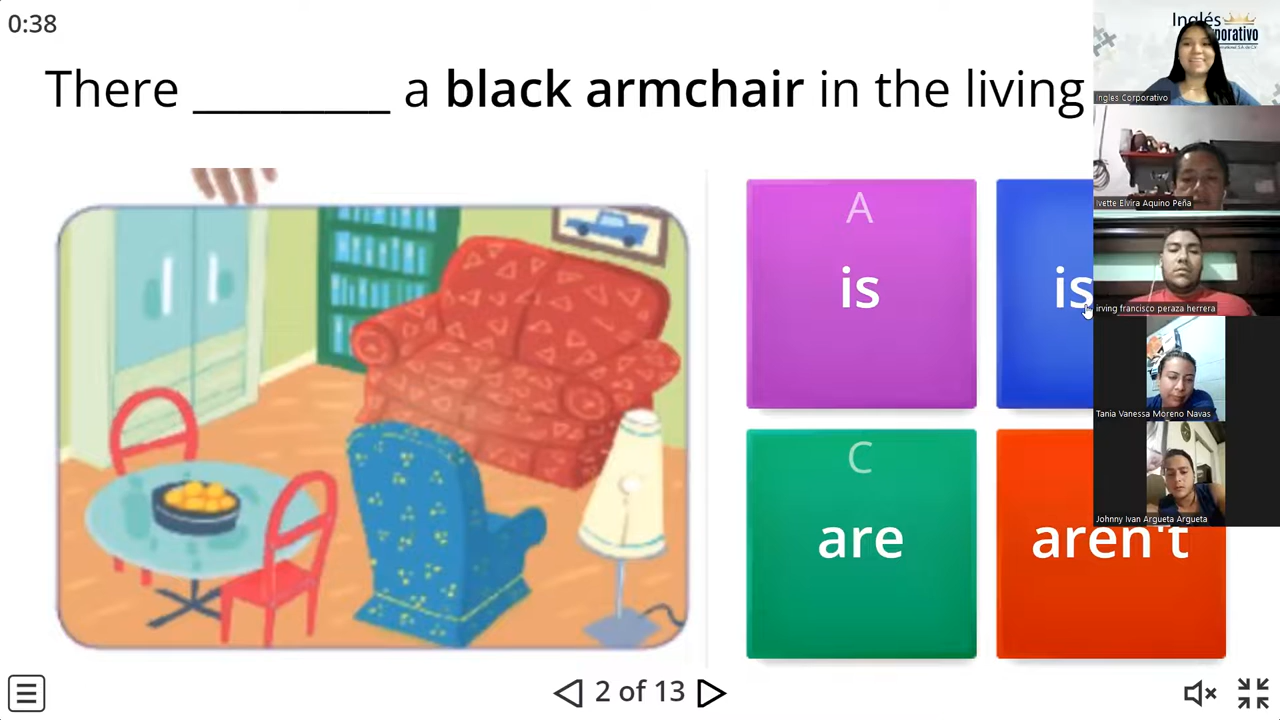 0:38
There _________ a black armchair in the living
A
is
is
C
are
aren't
2 of 13
Inglés
porativo
Ingles Corporativo
Ivette Elvira Aquino Peña
irving francisco peraza herrera
Tania Vanessa Moreno Navas
Johnny Ivan Argueta Argueta